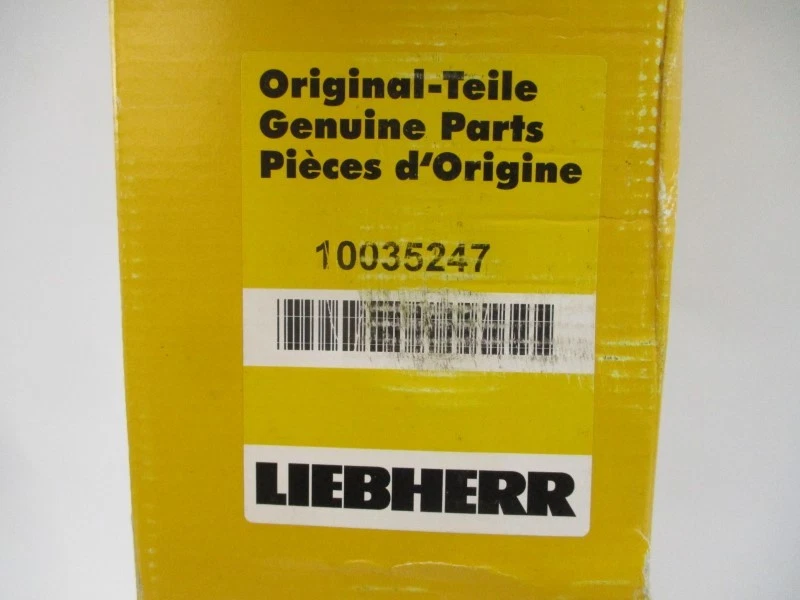 Original-Teile
Genuine Parts
Pièces d‘Origine
10035247
LIEBHERR